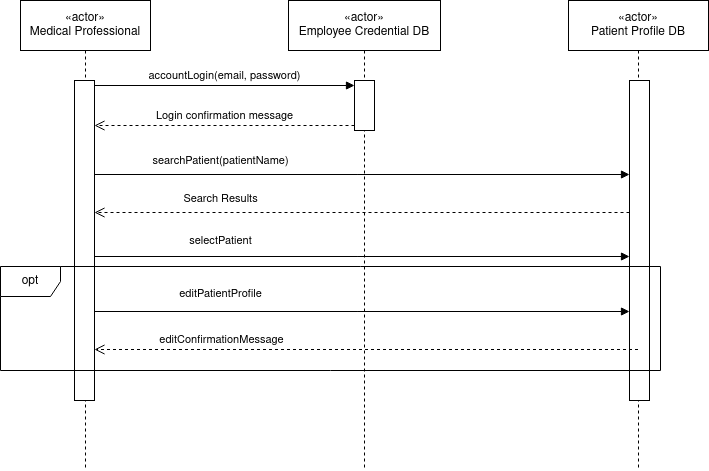 «actor»
Medical Professional
«actor»
Employee Credential DB
«actor»
Patient Profile DB
accountLogin(email, password)
Login confirmation message
searchPatient(patientName)
Search Results
selectPatient
opt
editPatientProfile
editConfirmationMessage